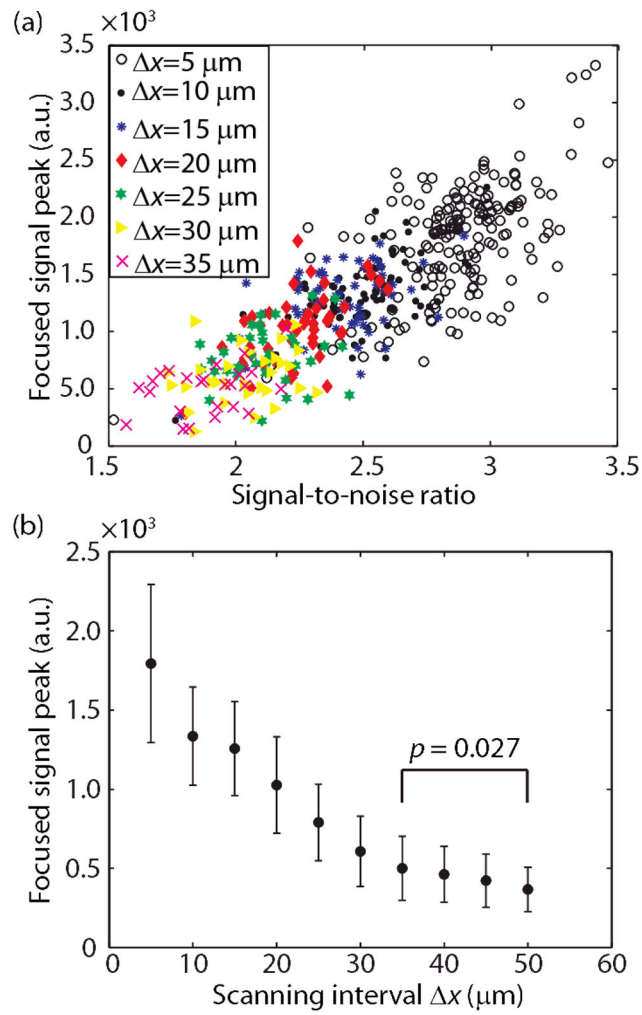 (a)
×10³
3.5
3.0
2.5
2.0
1.5
1.0
5.0
0
Focused signal peak (a.u.)
Δx=5 μm
Δx=10 μm
Δx=15 μm
Δx=20 μm
Δx=25 μm
Δx=30 μm
Δx=35 μm
1.5 2 2.5 3 3.5
Signal-to-noise ratio
(b)
×10³
2.5
2.0
1.5
1.0
0.5
0
Focused signal peak (a.u.)
p = 0.027
0 10 20 30 40 50 60
Scanning interval Δx (μm)